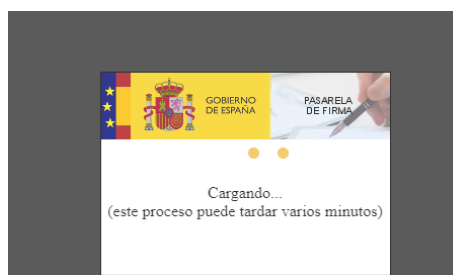 GOBIERNO
DE ESPAÑA
PASARELA
DE FIRMA
Cargando...
(este proceso puede tardar varios minutos)